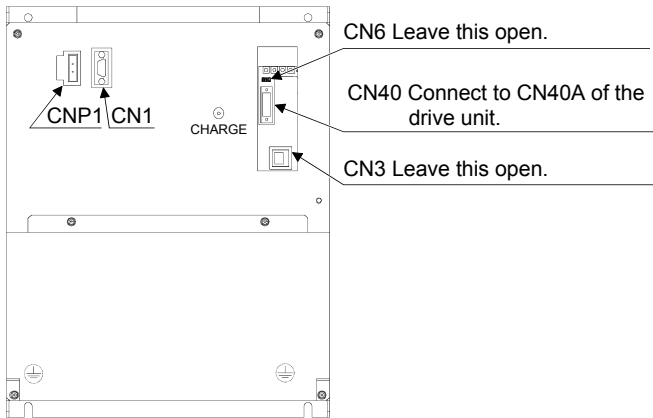 CN6 Leave this open.
CN40 Connect to CN40A of the
drive unit.
CNP1 CN1
CHARGE
CN3 Leave this open.